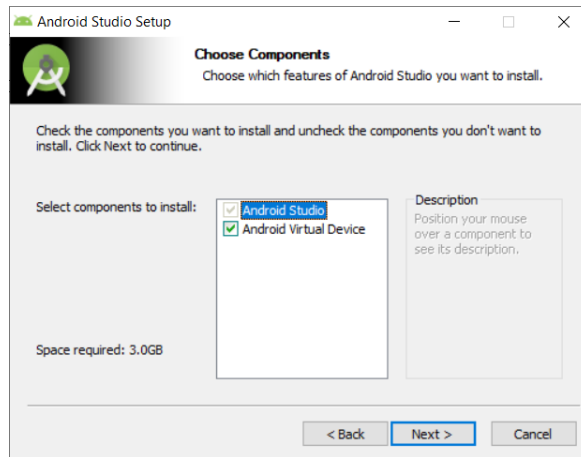 Android Studio Setup
Choose Components
Choose which features of Android Studio you want to install.
Check the components you want to install and uncheck the components you don't want to
install. Click Next to continue.
Select components to install:
Android Studio
Android Virtual Device
Description
Position your mouse
over a component to
see its description.
Space required: 3.0GB
< Back
Next >
Cancel